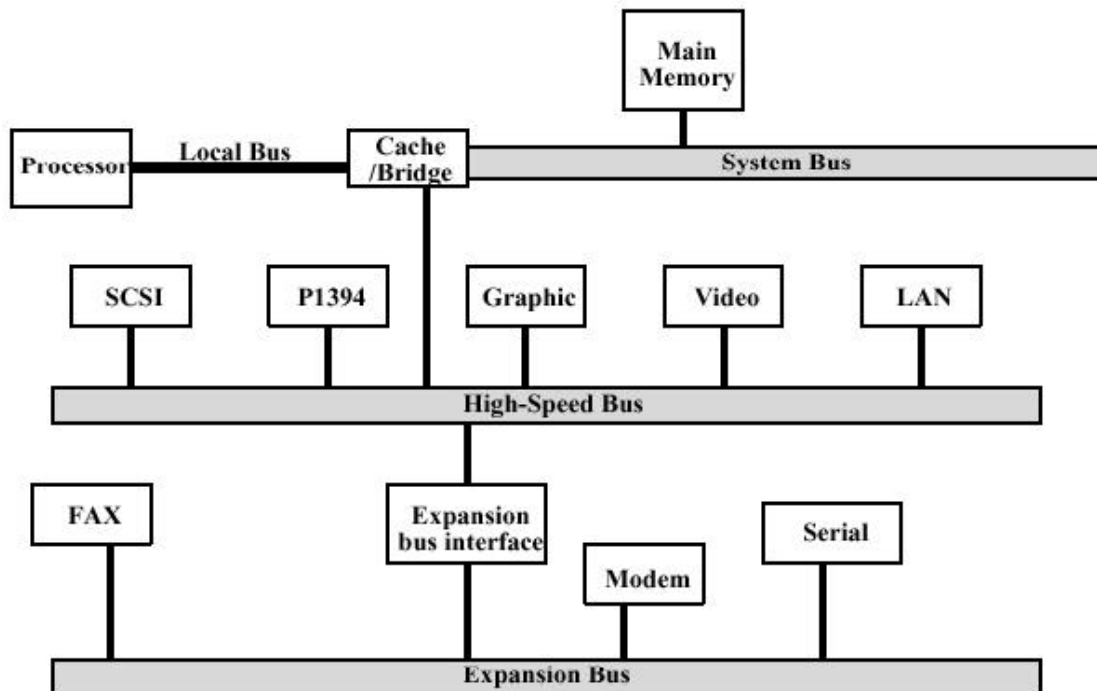 Main
Memory
Processor
Local Bus
Cache
/Bridge
System Bus
SCSI
P1394
Graphic
Video
LAN
High-Speed Bus
FAX
Expansion
bus interface
Modem
Serial
Expansion Bus